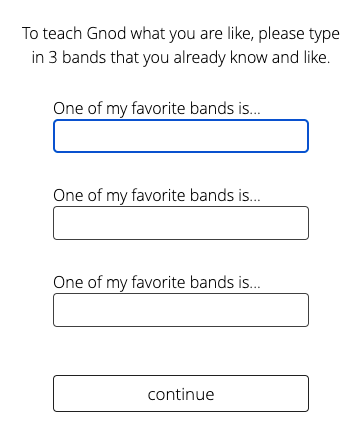 To teach Gnod what you are like, please type
in 3 bands that you already know and like.
One of my favorite bands is...
One of my favorite bands is...
One of my favorite bands is...
continue